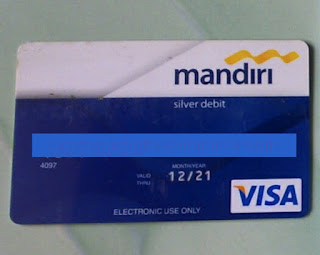 mandiri
silver debit
4097
MONTH/YEAR
VALID
THRU
12/21
VISA
ELECTRONIC USE ONLY